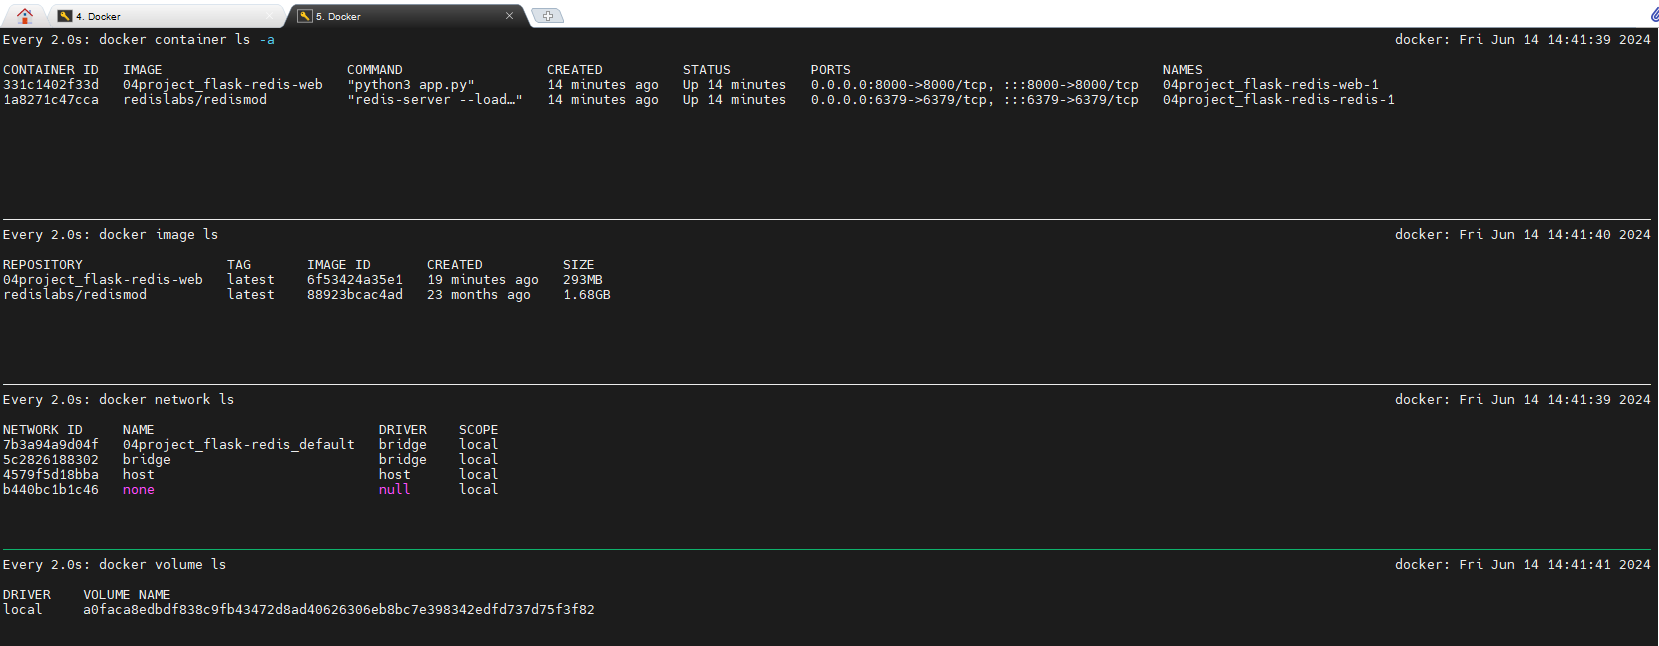 4. Docker
5. Docker
Every 2.0s: docker container ls -a docker: Fri Jun 14 14:41:39 2024
CONTAINER ID IMAGE COMMAND CREATED STATUS PORTS NAMES
331c1402f33d 04project_flask-redis-web "python3 app.py" 14 minutes ago Up 14 minutes 0.0.0.0:8000->8000/tcp, :::8000->8000/tcp 04project_flask-redis-web-1
1a8271c47cca redislabs/redismod "redis-server --load…" 14 minutes ago Up 14 minutes 0.0.0.0:6379->6379/tcp, :::6379->6379/tcp 04project_flask-redis-redis-1
Every 2.0s: docker image ls docker: Fri Jun 14 14:41:40 2024
REPOSITORY TAG IMAGE ID CREATED SIZE
04project_flask-redis-web latest 6f53424a35e1 19 minutes ago 293MB
redislabs/redismod latest 88923bcac4ad 23 months ago 1.68GB
Every 2.0s: docker network ls docker: Fri Jun 14 14:41:39 2024
NETWORK ID NAME DRIVER SCOPE
7b3a94a9d04f 04project_flask-redis_default bridge local
5c2826188302 bridge bridge local
4579f5d18bba host host local
b440bc1b1c46 none null local
Every 2.0s: docker volume ls docker: Fri Jun 14 14:41:41 2024
DRIVER VOLUME NAME
local a0faca8edbdf838c9fb43472d8ad40626306eb8bc7e398342edfd737d75f3f82